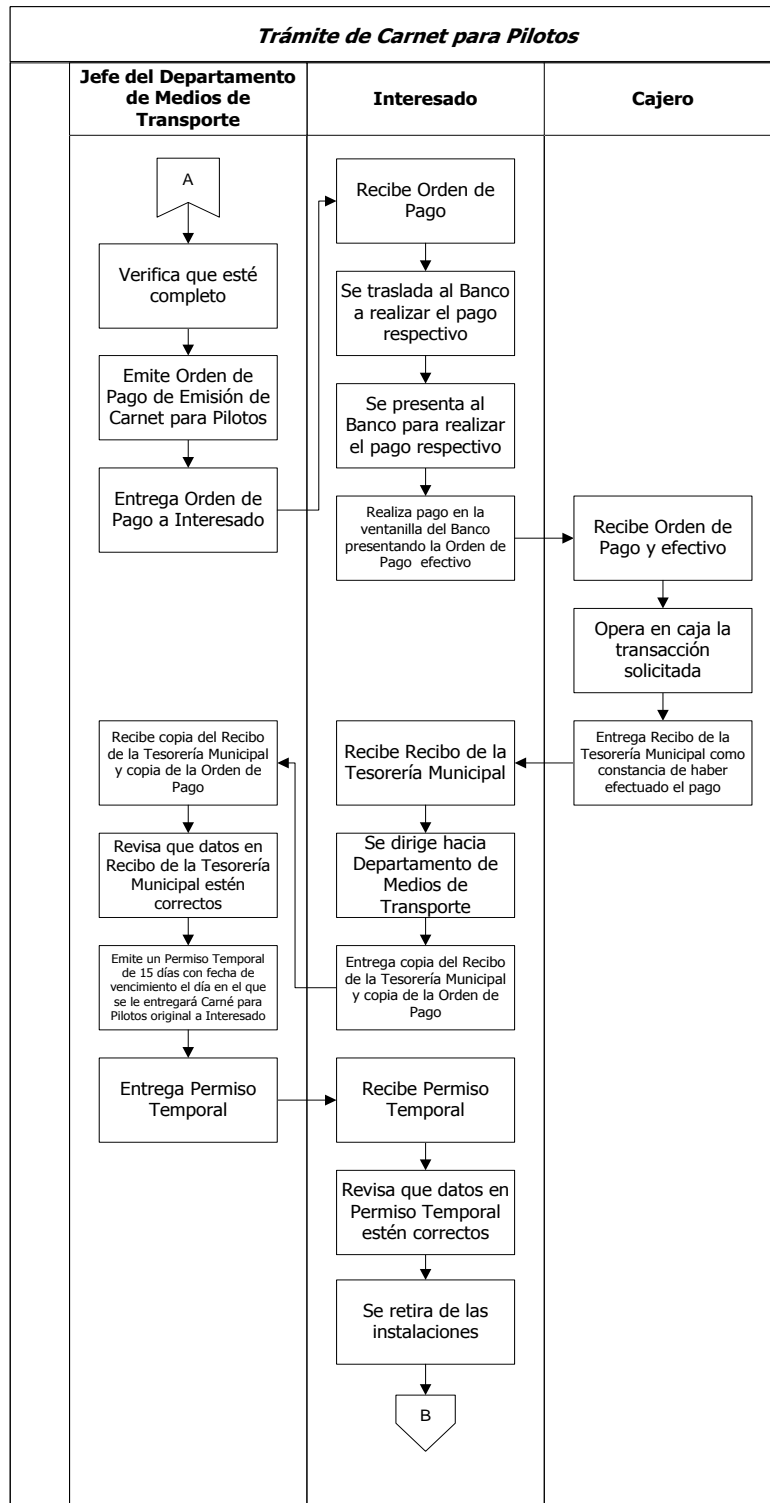 Trámite de Carnet para Pilotos
Jefe del Departamento
de Medios de
Transporte
Interesado
Cajero
A
Verifica que esté
completo
Emite Orden de
Pago de Emisión de
Carnet para Pilotos
Entrega Orden de
Pago a Interesado
Recibe Orden de
Pago
Se traslada al Banco
a realizar el pago
respectivo
Se presenta al
Banco para realizar
el pago respectivo
Realiza pago en la
ventanilla del Banco
presentando la Orden de
Pago efectivo
Recibe Orden de
Pago y efectivo
Opera en caja la
transacción
solicitada
Entrega Recibo de la
Tesorería Municipal como
constancia de haber
efectuado el pago
Recibe Recibo de la
Tesorería Municipal
Se dirige hacia
Departamento de
Medios de
Transporte
Entrega copia del Recibo
de la Tesorería Municipal
y copia de la Orden de
Pago
Recibe copia del Recibo
de la Tesorería Municipal
y copia de la Orden de
Pago
Revisa que datos en
Recibo de la Tesorería
Municipal estén
correctos
Emite un Permiso Temporal
de 15 días con fecha de
vencimiento el día en el que
se le entregará Carné para
Pilotos original a Interesado
Entrega Permiso
Temporal
Recibe Permiso
Temporal
Revisa que datos en
Permiso Temporal
estén correctos
Se retira de las
instalaciones
B